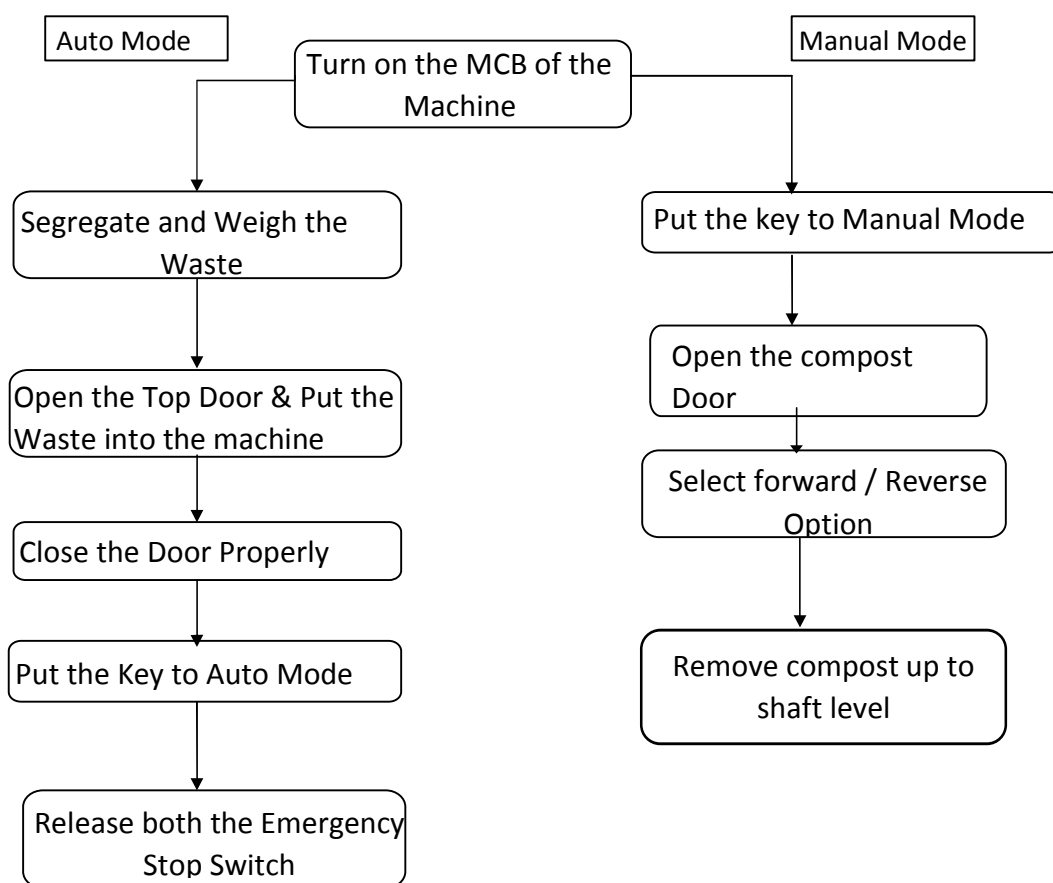 Auto Mode
Turn on the MCB of the
Machine
Manual Mode
Segregate and Weigh the
Waste
Open the Top Door & Put the
Waste into the machine
Close the Door Properly
Put the Key to Auto Mode
Release both the Emergency
Stop Switch
Put the key to Manual Mode
Open the compost
Door
Select forward / Reverse
Option
Remove compost up to
shaft level